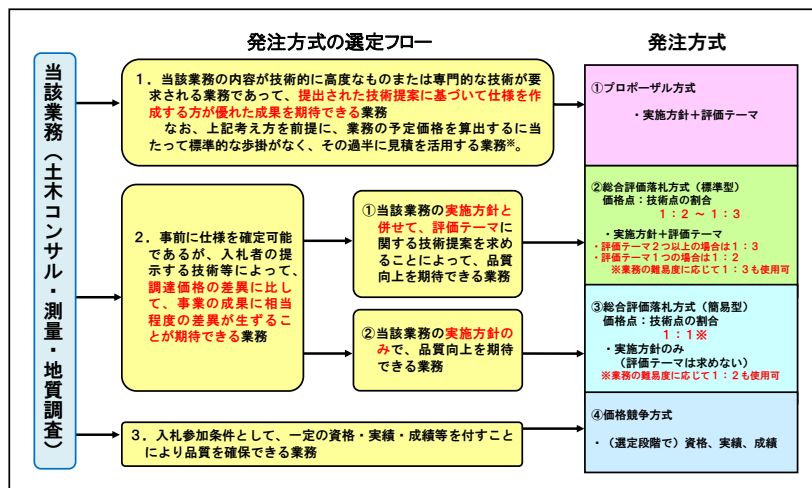 発注方式の選定フロー
発注方式
当該業務（土木コンサル・測量・地質調査）
１．当該業務の内容が技術的に高度なものまたは専門的な技術が要
求される業務であって、提出された技術提案に基づいて仕様を作
成する方が優れた成果を期待できる業務
なお、上記考え方を前提に、業務の予定価格を算出するに当
たって標準的な歩掛がなく、その過半に見積を活用する業務※。
①プロポーザル方式
・実施方針＋評価テーマ
２．事前に仕様を確定可能
であるが、入札者の提
示する技術等によって、
調達価格の差異に比し
て、事業の成果に相当
程度の差異が生ずるこ
とが期待できる業務
①当該業務の実施方針と
併せて、評価テーマに
関する技術提案を求め
ることによって、品質
向上を期待できる業務
②総合評価落札方式（標準型）
価格点：技術点の割合
１：２ ～ １：３
・実施方針＋評価テーマ
・評価テーマ２つ以上の場合は１：３
・評価テーマ１つの場合は１：２
※業務の難易度に応じて１：３も使用可
②当該業務の実施方針の
みで、品質向上を期待
できる業務
③総合評価落札方式（簡易型）
価格点：技術点の割合
１：１※
・実施方針のみ
（評価テーマは求めない）
※業務の難易度に応じて１：２も使用可
３．入札参加条件として、一定の資格・実績・成績等を付すこと
により品質を確保できる業務
④価格競争方式
・（選定段階で）資格、実績、成績